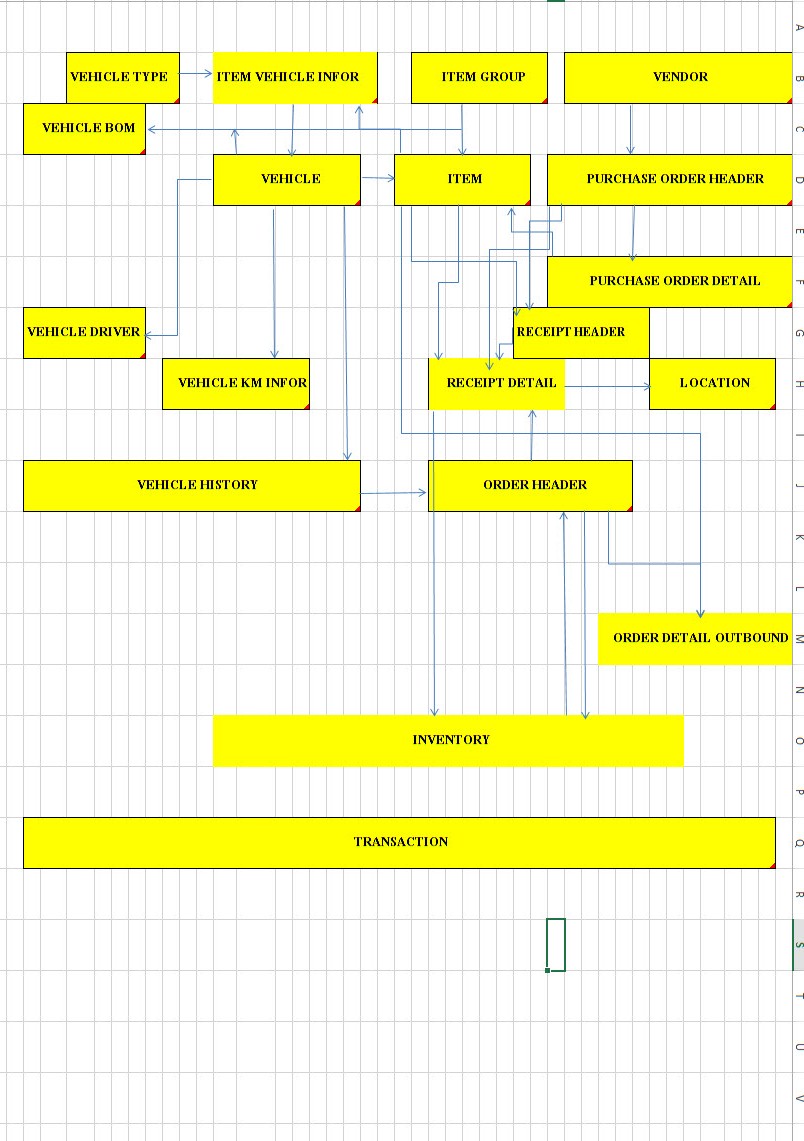 A
VEHICLE TYPE
ITEM VEHICLE INFOR
ITEM GROUP
VENDOR
B
VEHICLE BOM
C
VEHICLE
ITEM
PURCHASE ORDER HEADER
D
E
PURCHASE ORDER DETAIL
F
VEHICLE DRIVER
RECEIPT HEADER
G
VEHICLE KM INFOR
RECEIPT DETAIL
LOCATION
H
I
VEHICLE HISTORY
ORDER HEADER
J
K
L
ORDER DETAIL OUTBOUND
M
N
INVENTORY
O
P
TRANSACTION
Q
R
S
T
U
V